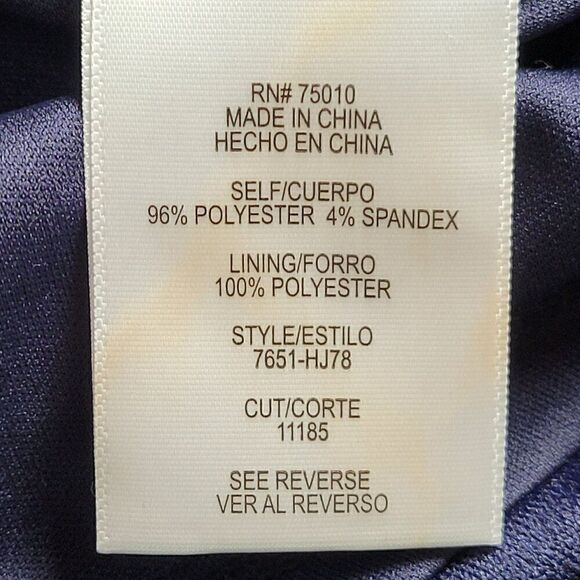 RN# 75010
MADE IN CHINA
HECHO EN CHINA
SELF/CUERPO
96% POLYESTER 4% SPANDEX
LINING/FORRO
100% POLYESTER
STYLE/ESTILO
7651-HJ78
CUT/CORTE
11185
SEE REVERSE
VER AL REVERSO